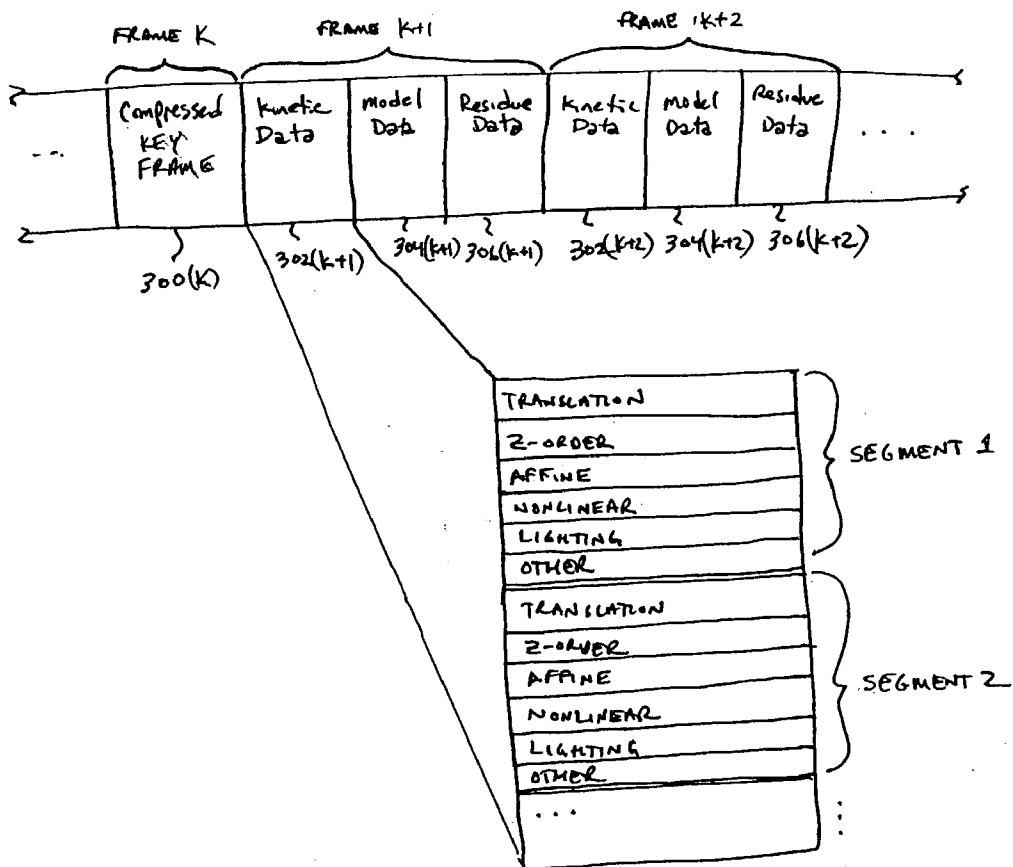 FRAME K
FRAME K+1
FRAME K+2
...
Compressed
KEY
FRAME
Kinetic
Data
Model
Data
Residue
Data
Kinetic
Data
Model
Data
Residue
Data
....
300(K)
302(K+1)
304(K+1)
306(K+1)
302(K+2)
304(K+2)
306(K+2)
TRANSLATION
Z-ORDER
AFFINE
NONLINEAR
LIGHTING
OTHER
SEGMENT 1
TRANSLATION
Z-ORDER
AFFINE
NONLINEAR
LIGHTING
OTHER
SEGMENT 2
...